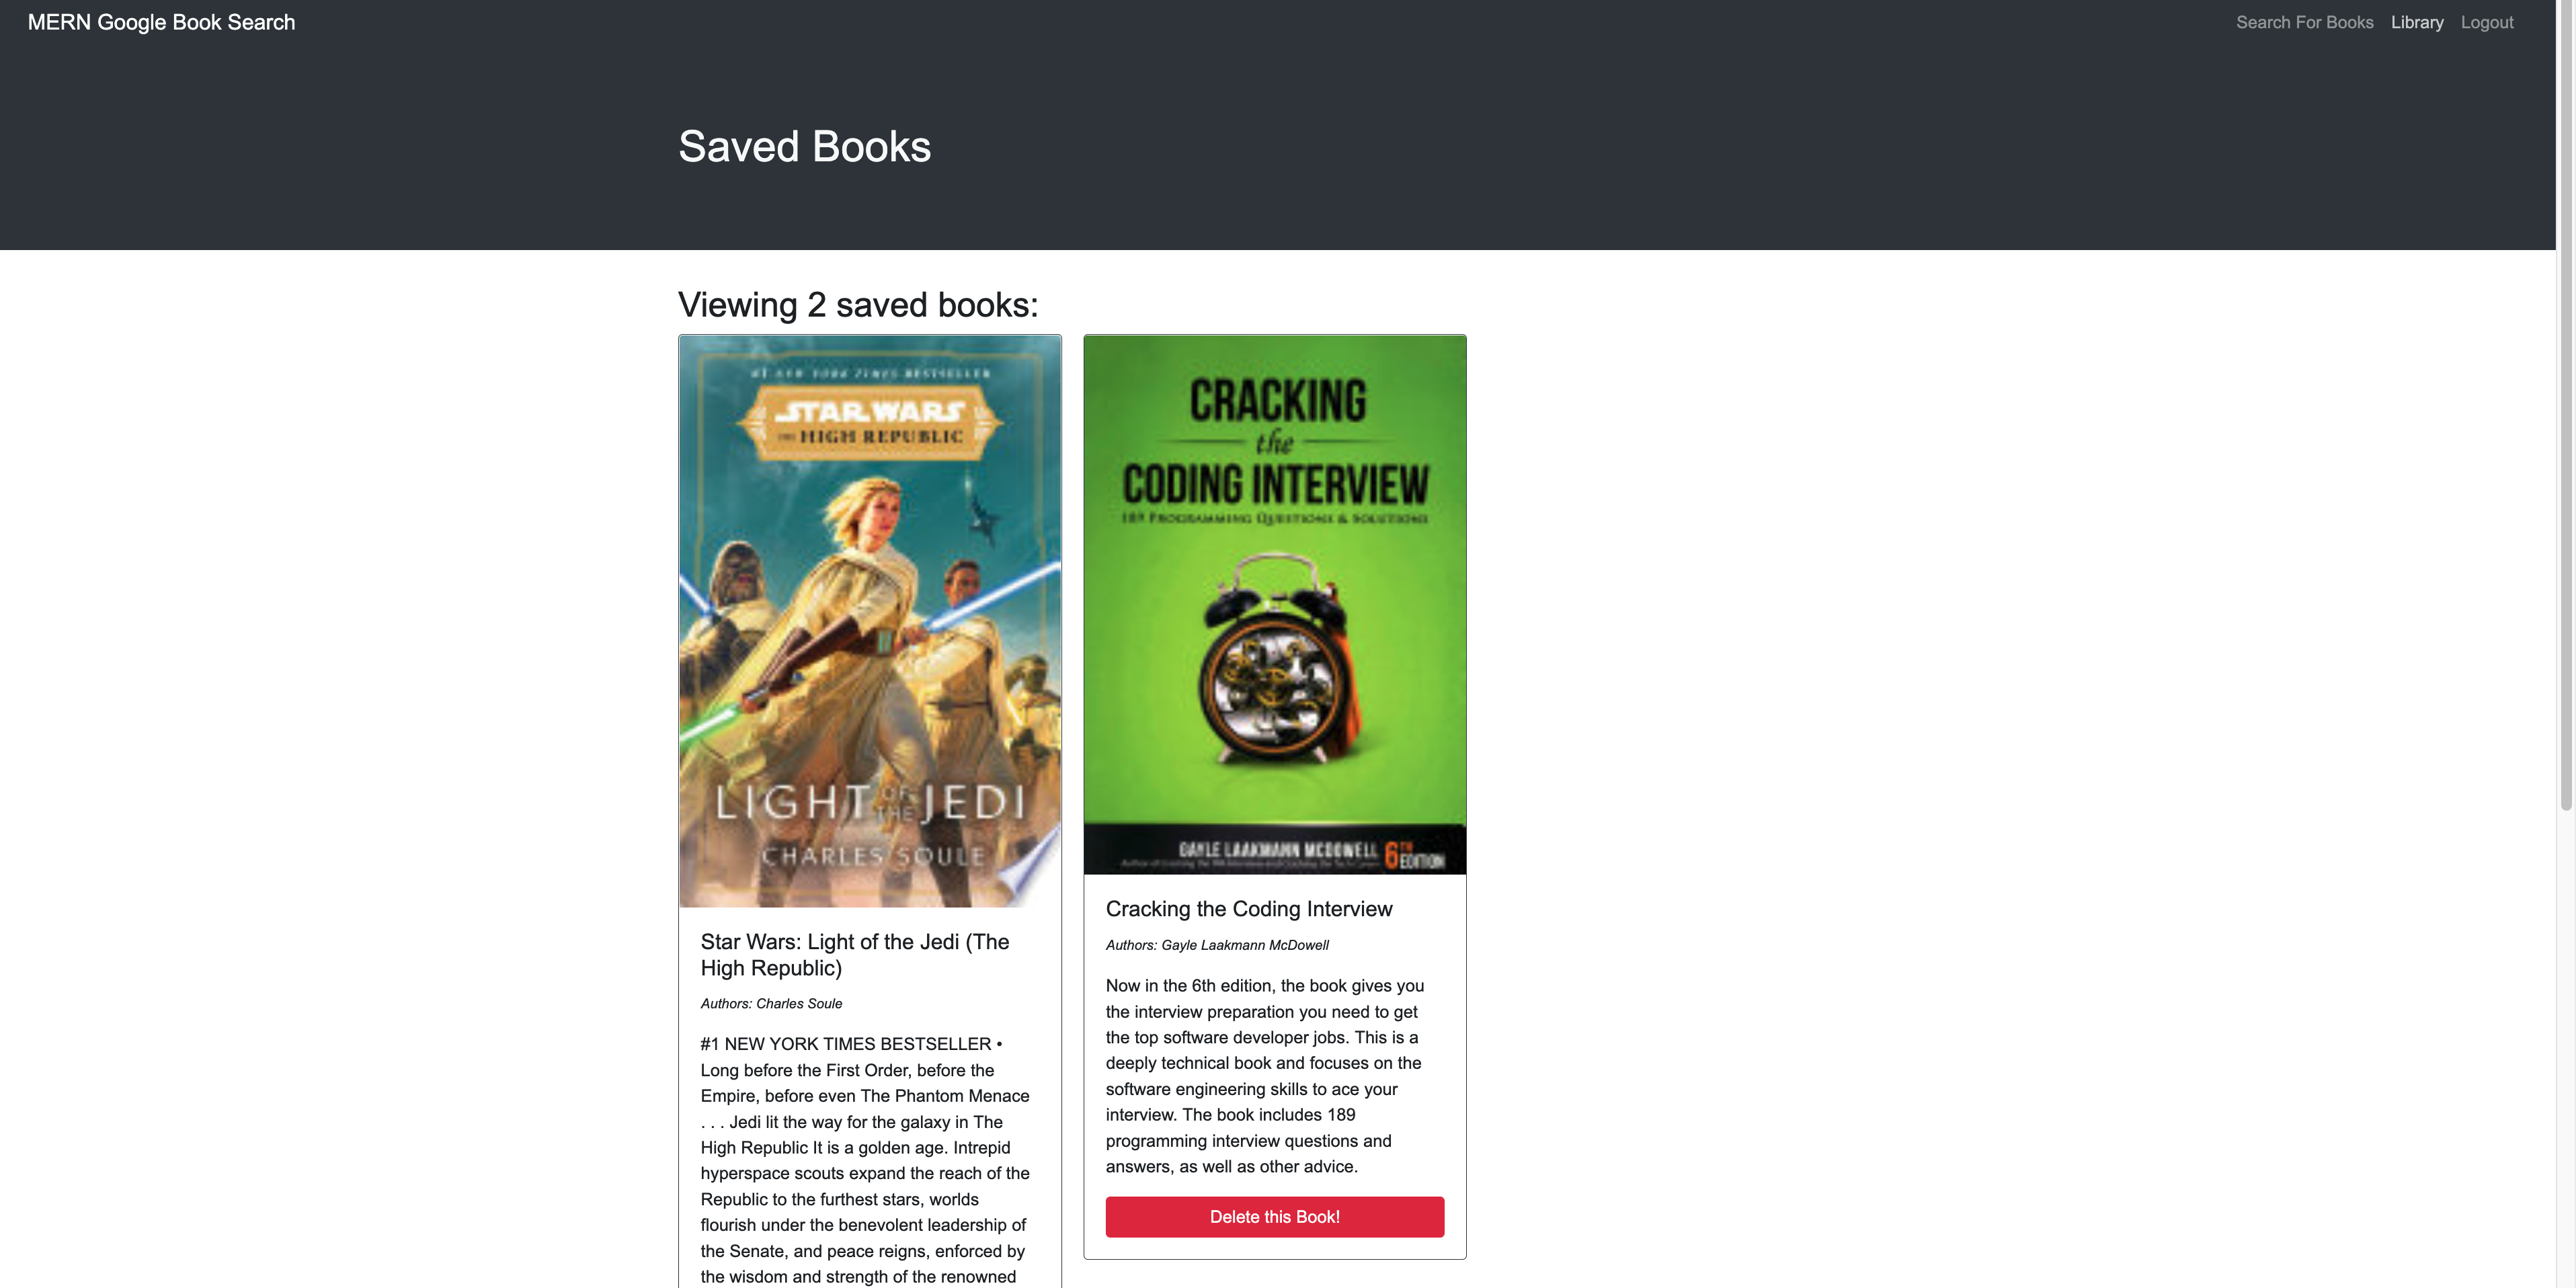 MERN Google Book Search
Search For Books Library Logout
Saved Books
Viewing 2 saved books:
#1 NEW YORK TIMES BESTSELLER
STAR WARS
THE HIGH REPUBLIC
LIGHT OF THE JEDI
CHARLES SOULE
Star Wars: Light of the Jedi (The
High Republic)
Authors: Charles Soule
#1 NEW YORK TIMES BESTSELLER •
Long before the First Order, before the
Empire, before even The Phantom Menace
. . . Jedi lit the way for the galaxy in The
High Republic It is a golden age. Intrepid
hyperspace scouts expand the reach of the
Republic to the furthest stars, worlds
flourish under the benevolent leadership of
the Senate, and peace reigns, enforced by
the wisdom and strength of the renowned
CRACKING
the
CODING INTERVIEW
189 PROGRAMMING QUESTIONS & SOLUTIONS
GAYLE LAAKMANN MCDOWELL 6TH EDITION
Cracking the Coding Interview
Authors: Gayle Laakmann McDowell
Now in the 6th edition, the book gives you
the interview preparation you need to get
the top software developer jobs. This is a
deeply technical book and focuses on the
software engineering skills to ace your
interview. The book includes 189
programming interview questions and
answers, as well as other advice.
Delete this Book!